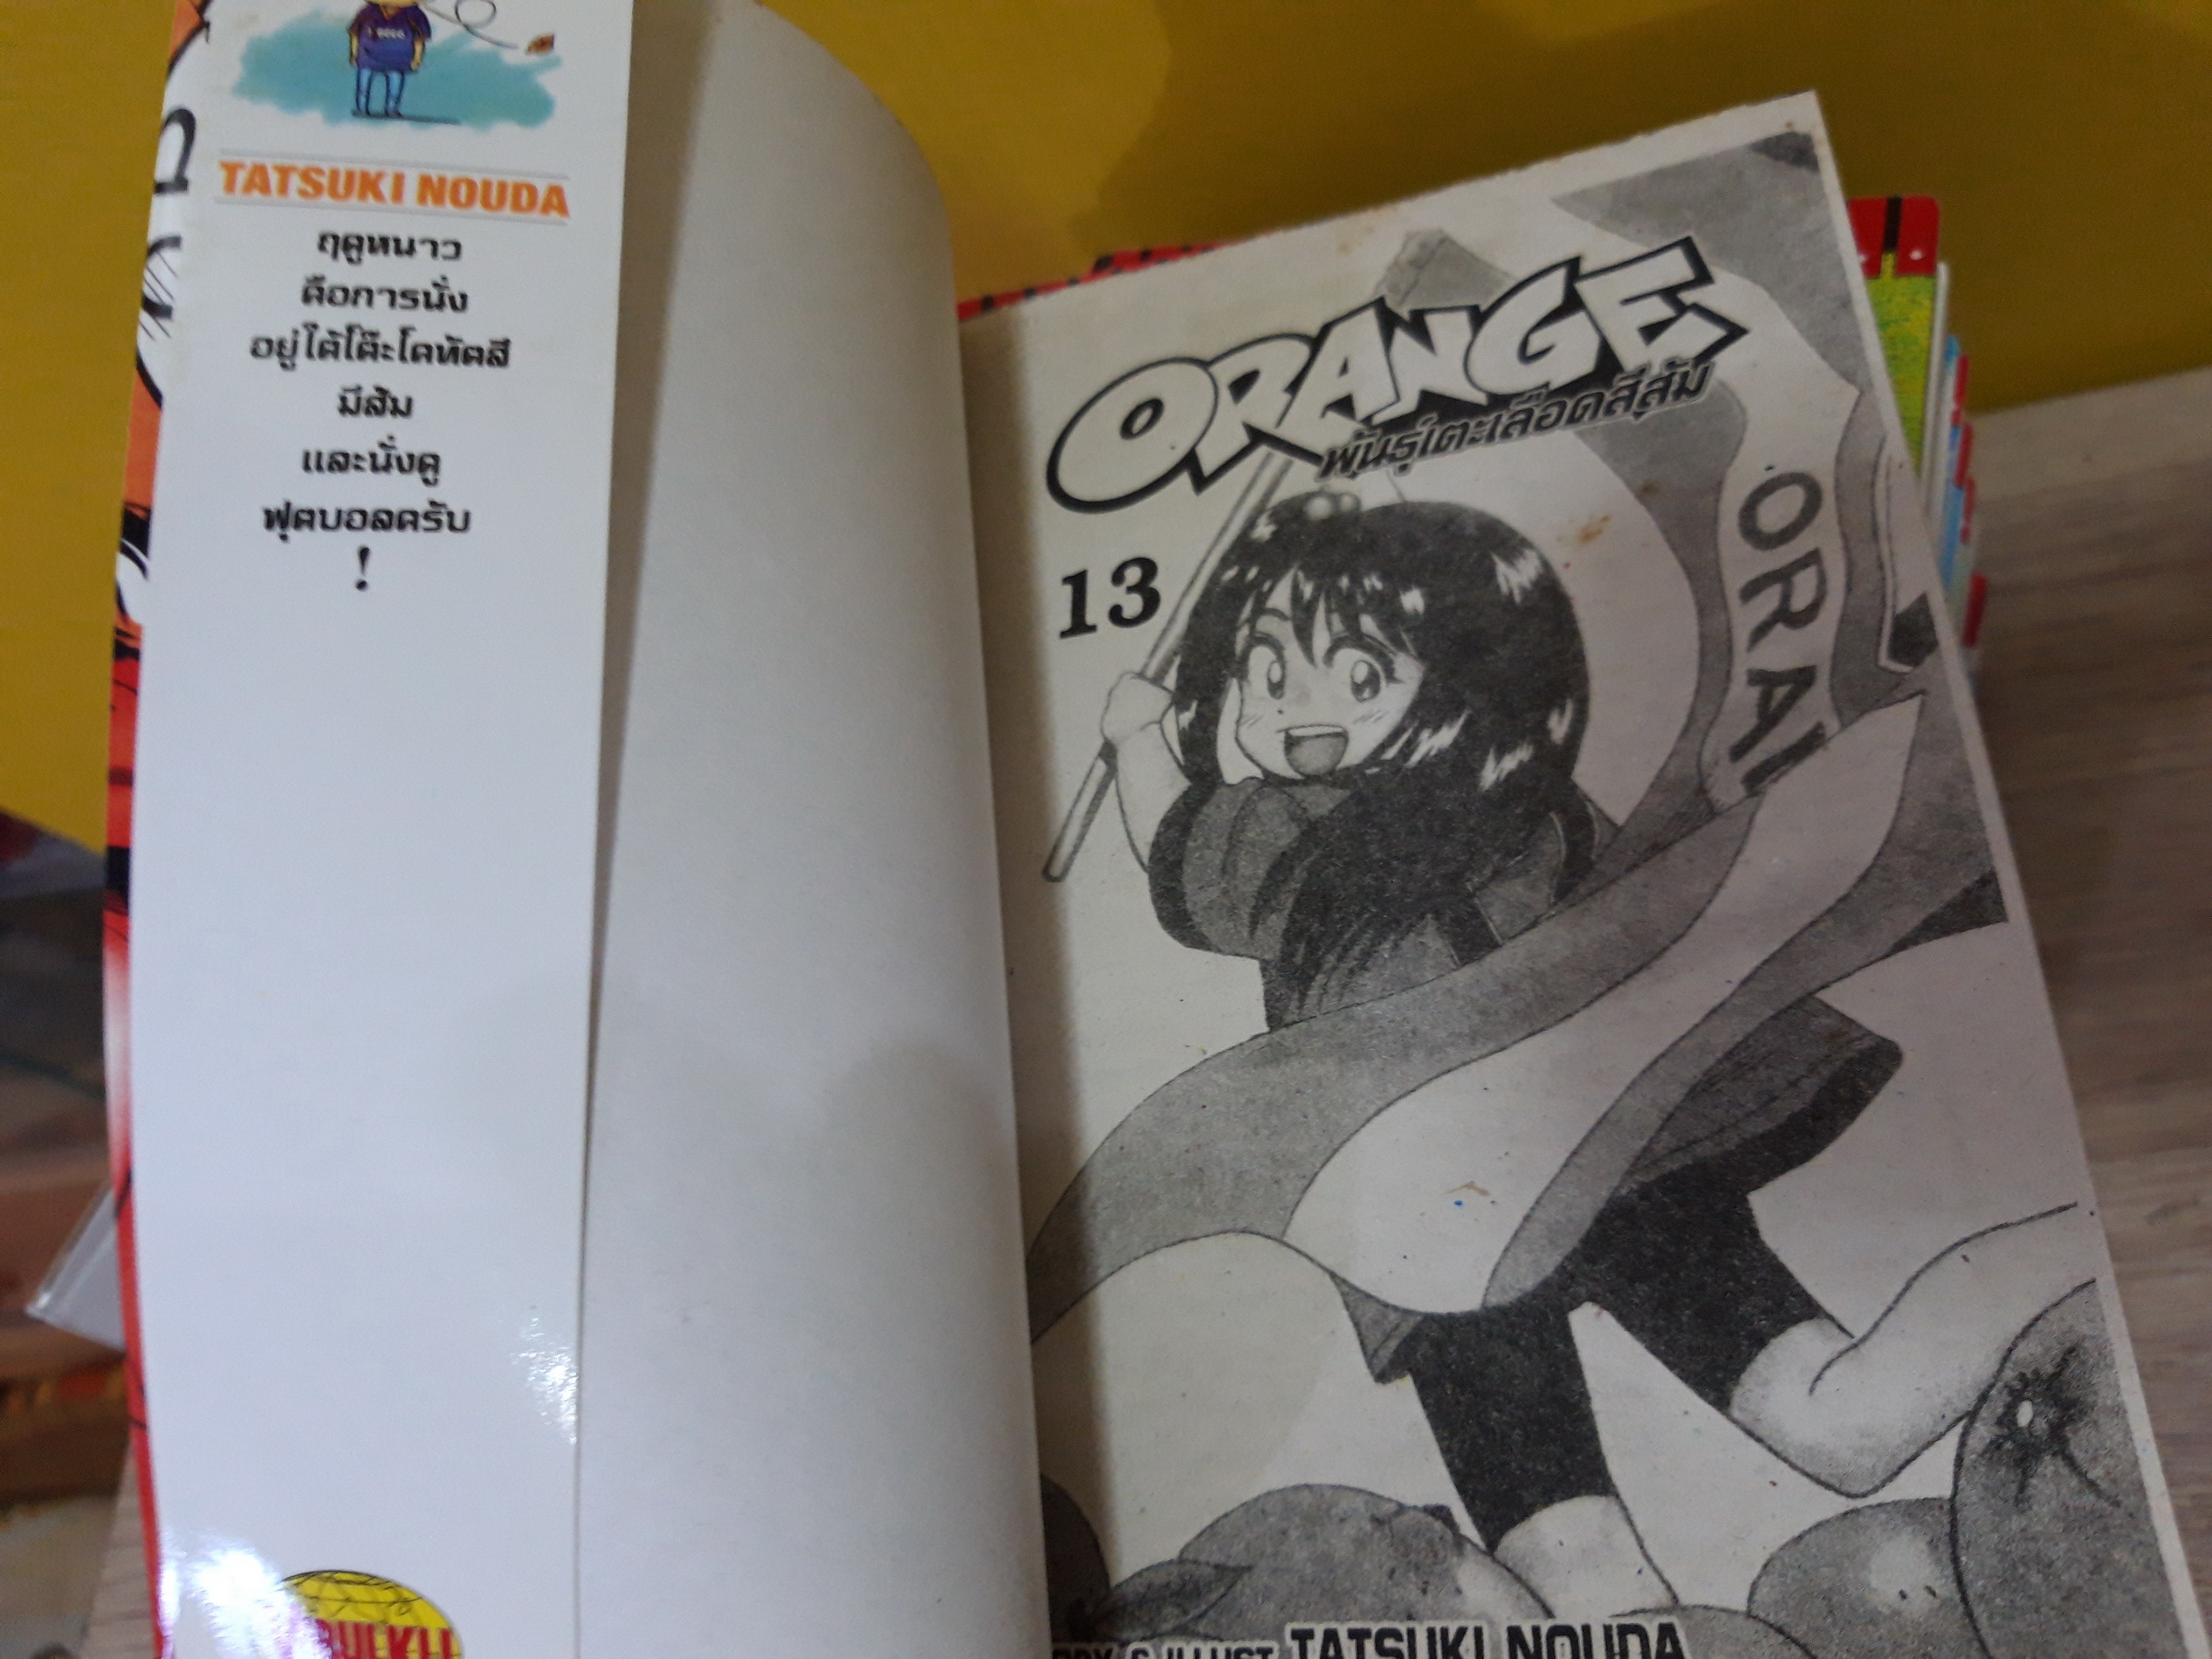 TATSUKI NOUDA
ฤดูหนาว
คือการนั่ง
อยู่ใต้โต๊ะโคทัตสึ
มีส้ม
และนั่งดู
ฟุตบอลครับ
!
ORANGE
พันธุ์เตะเลือดสีส้ม
13
ORAN
& ILLUST TATSUKI NOUDA